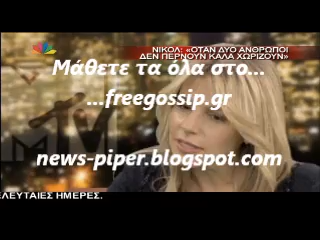 ΝΙΚΟΛ: «ΟΤΑΝ ΔΥΟ ΑΝΘΡΩΠΟΙ
ΔΕΝ ΠΕΡΝΟΥΝ ΚΑΛΑ ΧΩΡΙΖΟΥΝ»
Μάθετε τα όλα στο...
...freegossip.gr
news-piper.blogspot.com
ΕΛΕΥΤΑΙΕΣ ΗΜΕΡΕΣ.